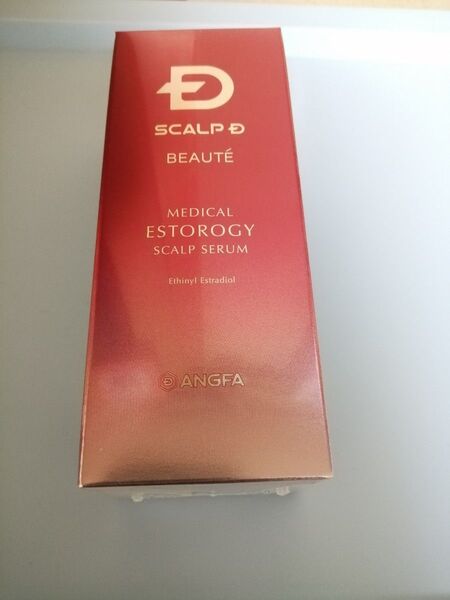 Đ
SCALP Đ
BEAUTÉ
MEDICAL
ESTOROGY
SCALP SERUM
Ethinyl Estradiol
ANGFA